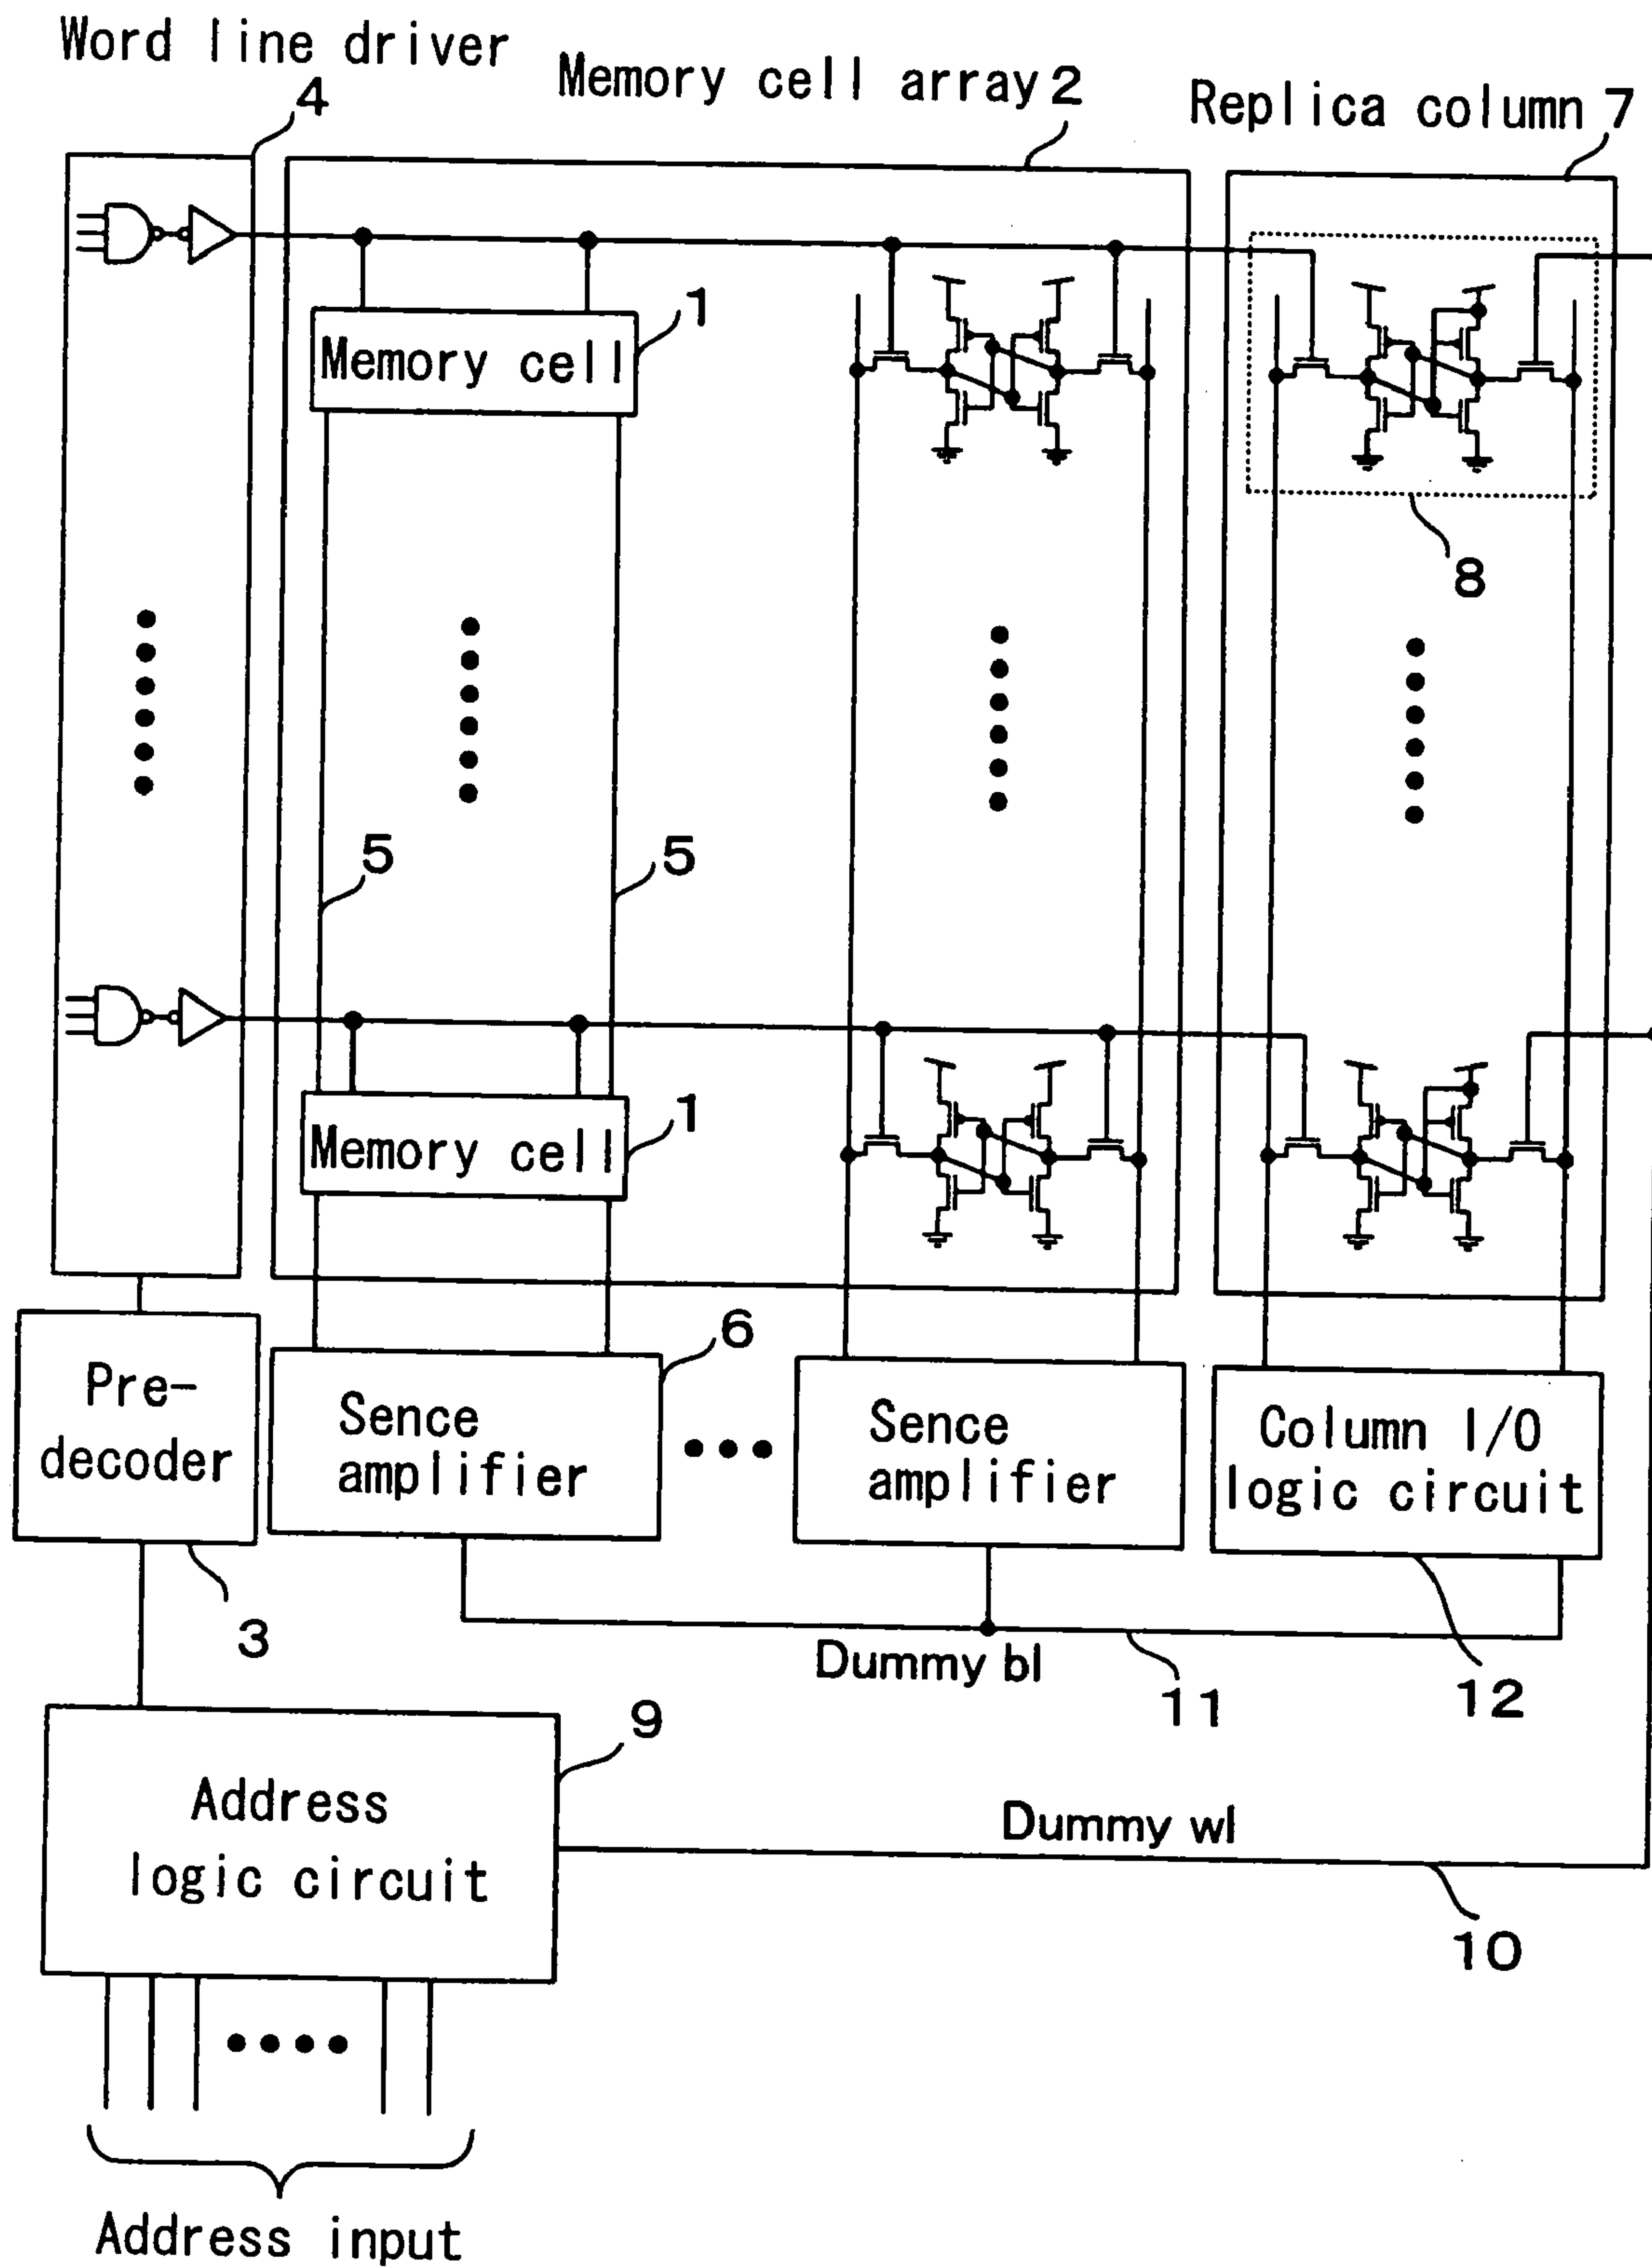 Word line driver
4
Memory cell array 2
Replica column 7
Memory cell
1
8
5
5
Memory cell
1
Pre-
decoder
3
Sence
amplifier
6
Sence
amplifier
Column I/O
logic circuit
12
Dummy bl
11
Address
logic circuit
9
Dummy wl
10
Address input